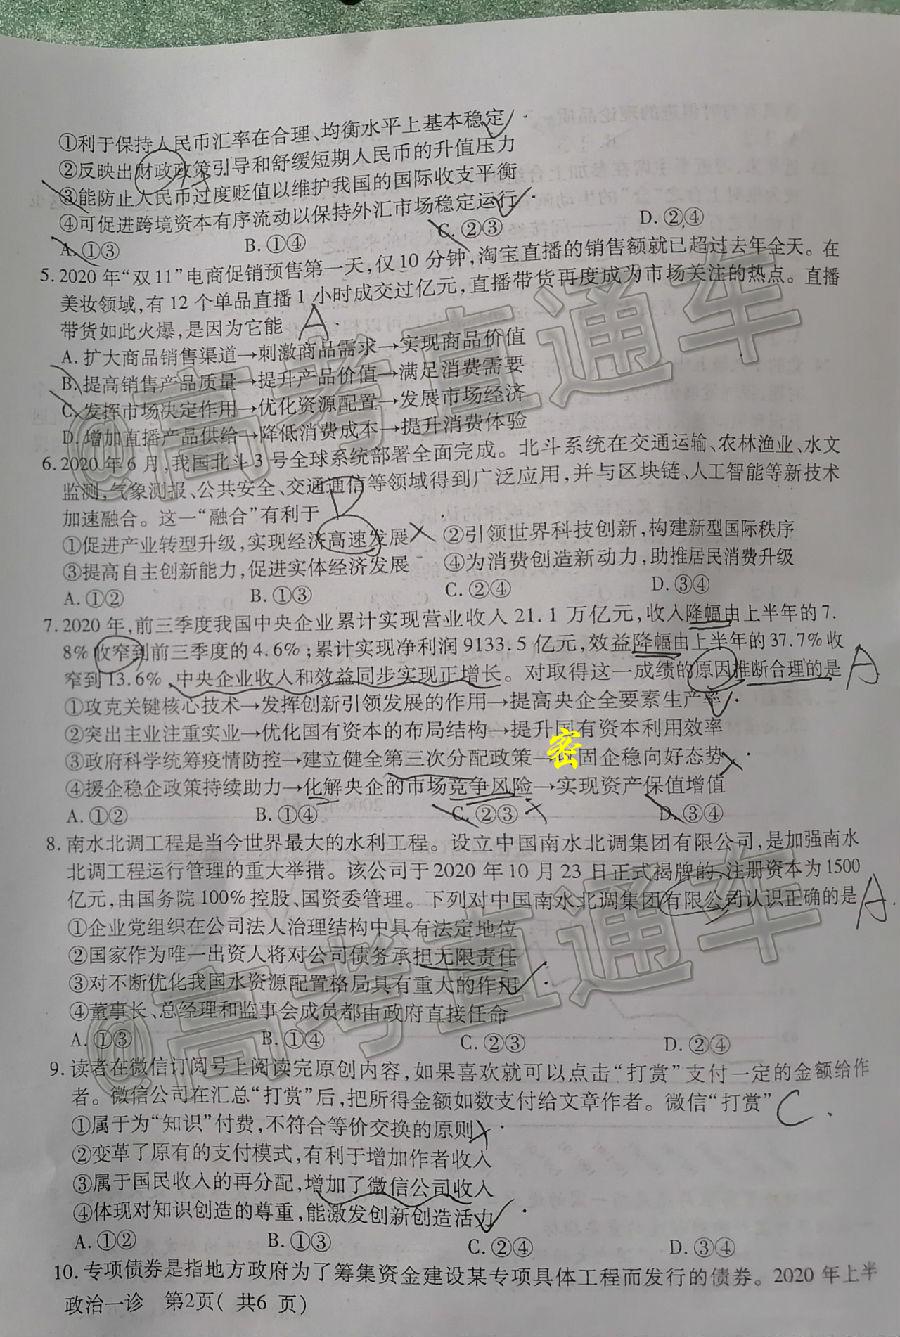 ①利于保持人民币汇率在合理、均衡水平上基本稳定
②反映出财政政策引导和舒缓短期人民币的升值压力
③能防止人民币过度贬值以维护我国的国际收支平衡
④可促进跨境资本有序流动以保持外汇市场稳定运行
A.①③ B.①④ C.②③ D.②④
5.2020年“双11”电商促销预售第一天,仅10分钟,淘宝直播的销售额就已超过去年全天。在
美妆领域,有12个单品直播1小时成交过亿元,直播带货再度成为市场关注的热点。直播
带货如此火爆,是因为它能 A
A.扩大商品销售渠道→刺激商品需求→实现商品价值
B.提高销售产品质量→提升产品价值→满足消费需要
C.发挥市场决定作用→优化资源配置→发展市场经济
D.增加直播产品供给→降低消费成本→提升消费体验
6.2020年6月,我国北斗3号全球系统部署全面完成。北斗系统在交通运输、农林渔业、水文
监测,气象测报、公共安全、交通通信等领域得到广泛应用,并与区块链、人工智能等新技术
加速融合。这一“融合”有利于 D
①促进产业转型升级,实现经济高速发展 ②引领世界科技创新,构建新型国际秩序
③提高自主创新能力,促进实体经济发展 ④为消费创造新动力,助推居民消费升级
A.①② B.①③ C.②④ D.③④
7.2020年,前三季度我国中央企业累计实现营业收入21.1万亿元,收入降幅由上半年的7.
8%收窄到前三季度的4.6%;累计实现净利润9133.5亿元,效益降幅由上半年的37.7%收
窄到13.6%,中央企业收入和效益同步实现正增长。对取得这一成绩的原因推断合理的是 A
①攻克关键核心技术→发挥创新引领发展的作用→提高央企全要素生产率
②突出主业注重实业→优化国有资本的布局结构→提升国有资本利用效率
③政府科学统筹疫情防控→建立健全第三次分配政策→密固企稳向好态势
④援企稳企政策持续助力→化解央企的市场竞争风险→实现资产保值增值
A.①② B.①④ C.②③ D.③④
8.南水北调工程是当今世界最大的水利工程。设立中国南水北调集团有限公司,是加强南水
北调工程运行管理的重大举措。该公司于2020年10月23日正式揭牌的,注册资本为1500
亿元,由国务院100%控股、国资委管理。下列对中国南水北调集团有限公司认识正确的是 A
①企业党组织在公司法人治理结构中具有法定地位
②国家作为唯一出资人将对公司债务承担无限责任
③对不断优化我国水资源配置格局具有重大的作用
④董事长、总经理和监事会成员都由政府直接任命
A.①③ B.①④ C.②③ D.②④
9.读者在微信订阅号上阅读完原创内容,如果喜欢就可以点击“打赏”支付一定的金额给作
者。微信公司在汇总“打赏”后,把所得金额如数支付给文章作者。微信“打赏” C
①属于为“知识”付费,不符合等价交换的原则
②变革了原有的支付模式,有利于增加作者收入
③属于国民收入的再分配,增加了微信公司收入
④体现对知识创造的尊重,能激发创新创造活力
A.①② B.①③ C.②④ D.③④
10.专项债券是指地方政府为了筹集资金建设某专项具体工程而发行的债券。2020年上半
政治一诊 第2页(共6页)
@高考直通车
@高考直通车